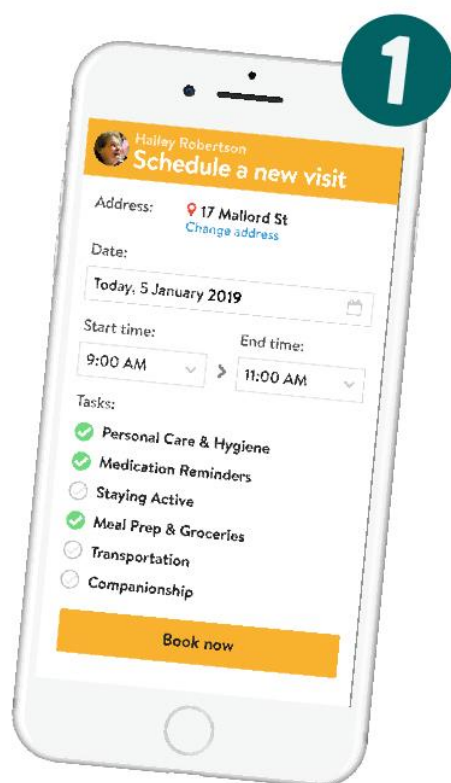 1
Hailey Robertson
Schedule a new visit
Address: 17 Mallord St
Change address
Date:
Today, 5 January 2019
Start time: End time:
9:00 AM > 11:00 AM
Tasks:
Personal Care & Hygiene
Medication Reminders
Staying Active
Meal Prep & Groceries
Transportation
Companionship
Book now